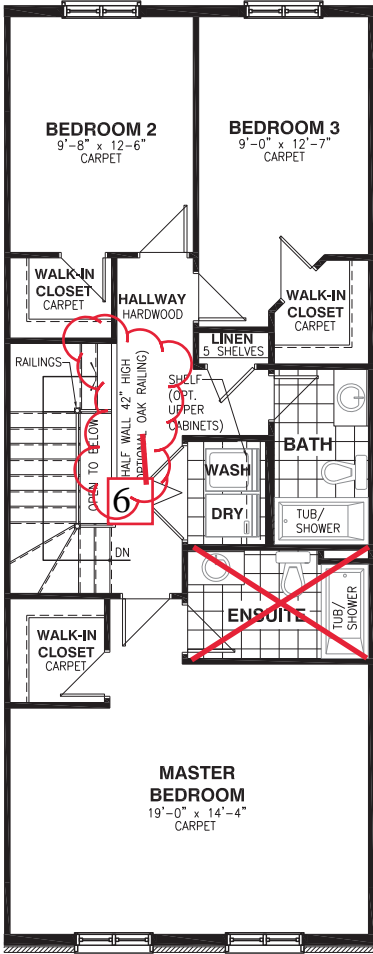 BEDROOM 2
9'-8" x 12-6"
CARPET
BEDROOM 3
9'-0" x 12'-7"
CARPET
WALK-IN
CLOSET
CARPET
HALLWAY
HARDWOOD
WALK-IN
CLOSET
CARPET
LINEN
5 SHELVES
RAILINGS
OPEN TO BELOW
HALF WALL 42" HIGH
(OPTIONAL OAK RAILING)
SHELF
(OPT.
UPPER
CABINETS)
BATH
WASH
DRY
TUB/
SHOWER
6
DN
ENSUITE
TUB/
SHOWER
WALK-IN
CLOSET
CARPET
MASTER
BEDROOM
19'-0" x 14'-4"
CARPET